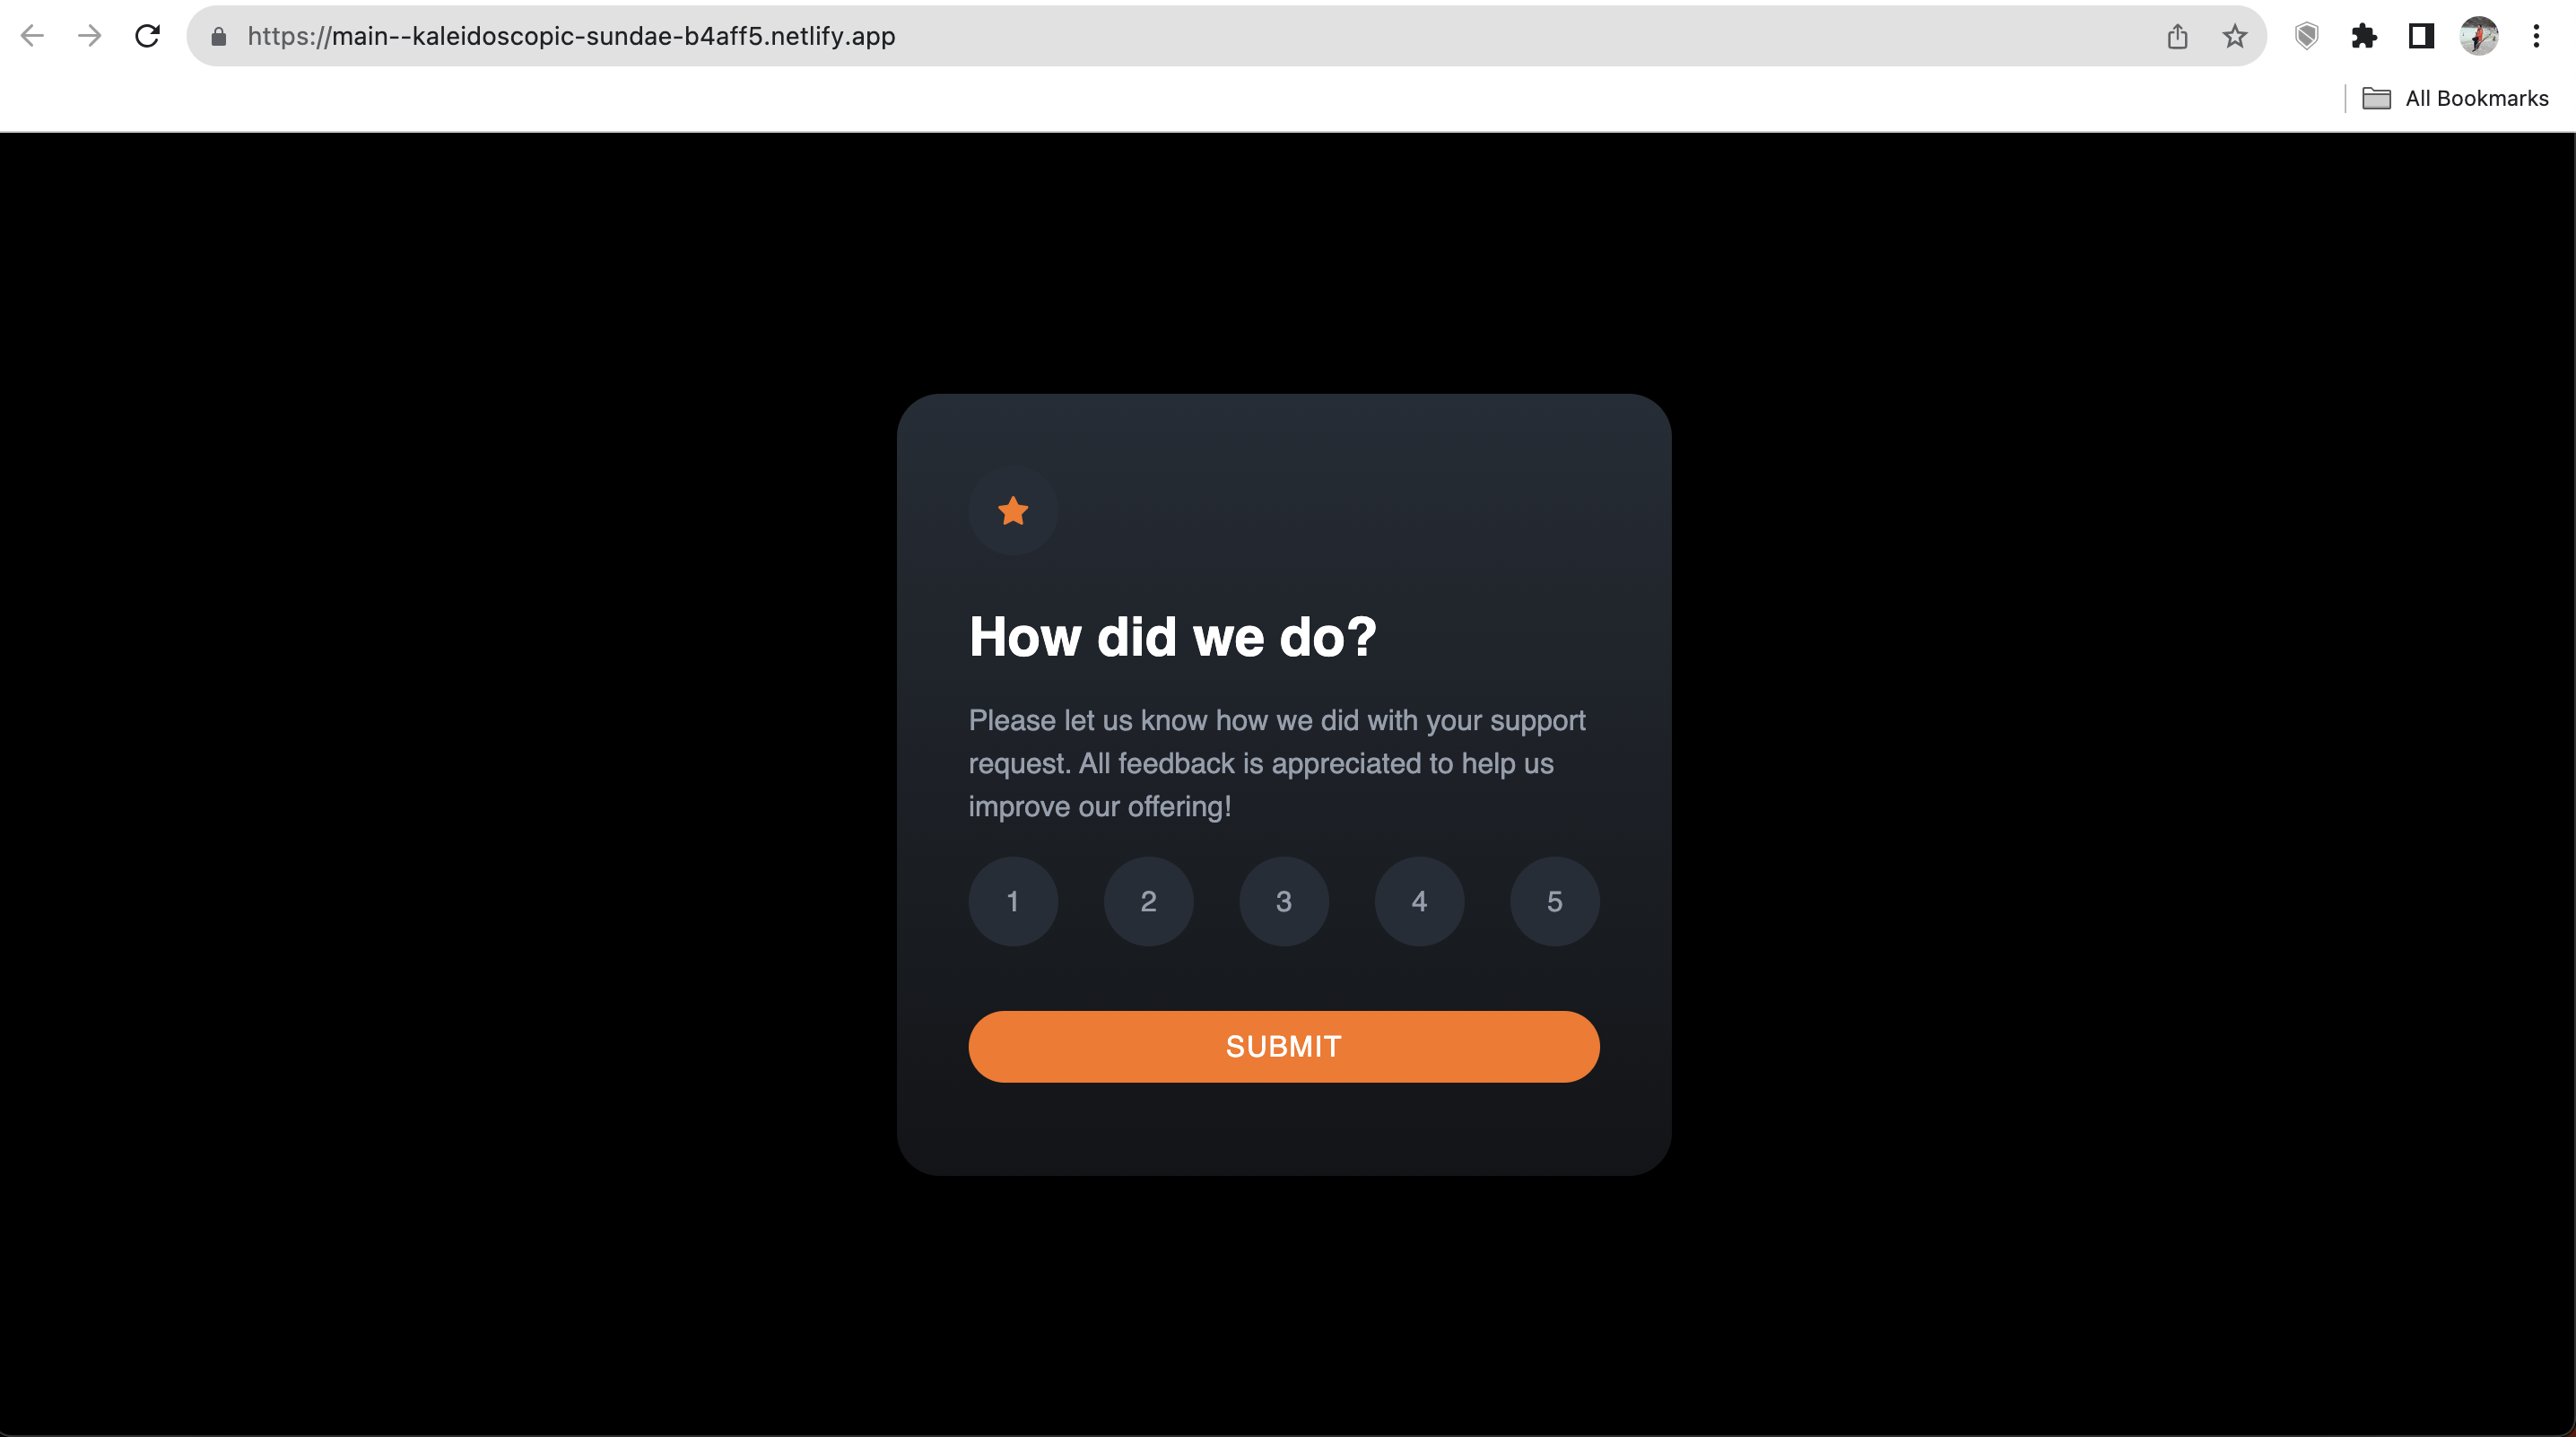 https://main--kaleidoscopic-sundae-b4aff5.netlify.app
All Bookmarks
How did we do?
Please let us know how we did with your support
request. All feedback is appreciated to help us
improve our offering!
1 2 3 4 5
SUBMIT